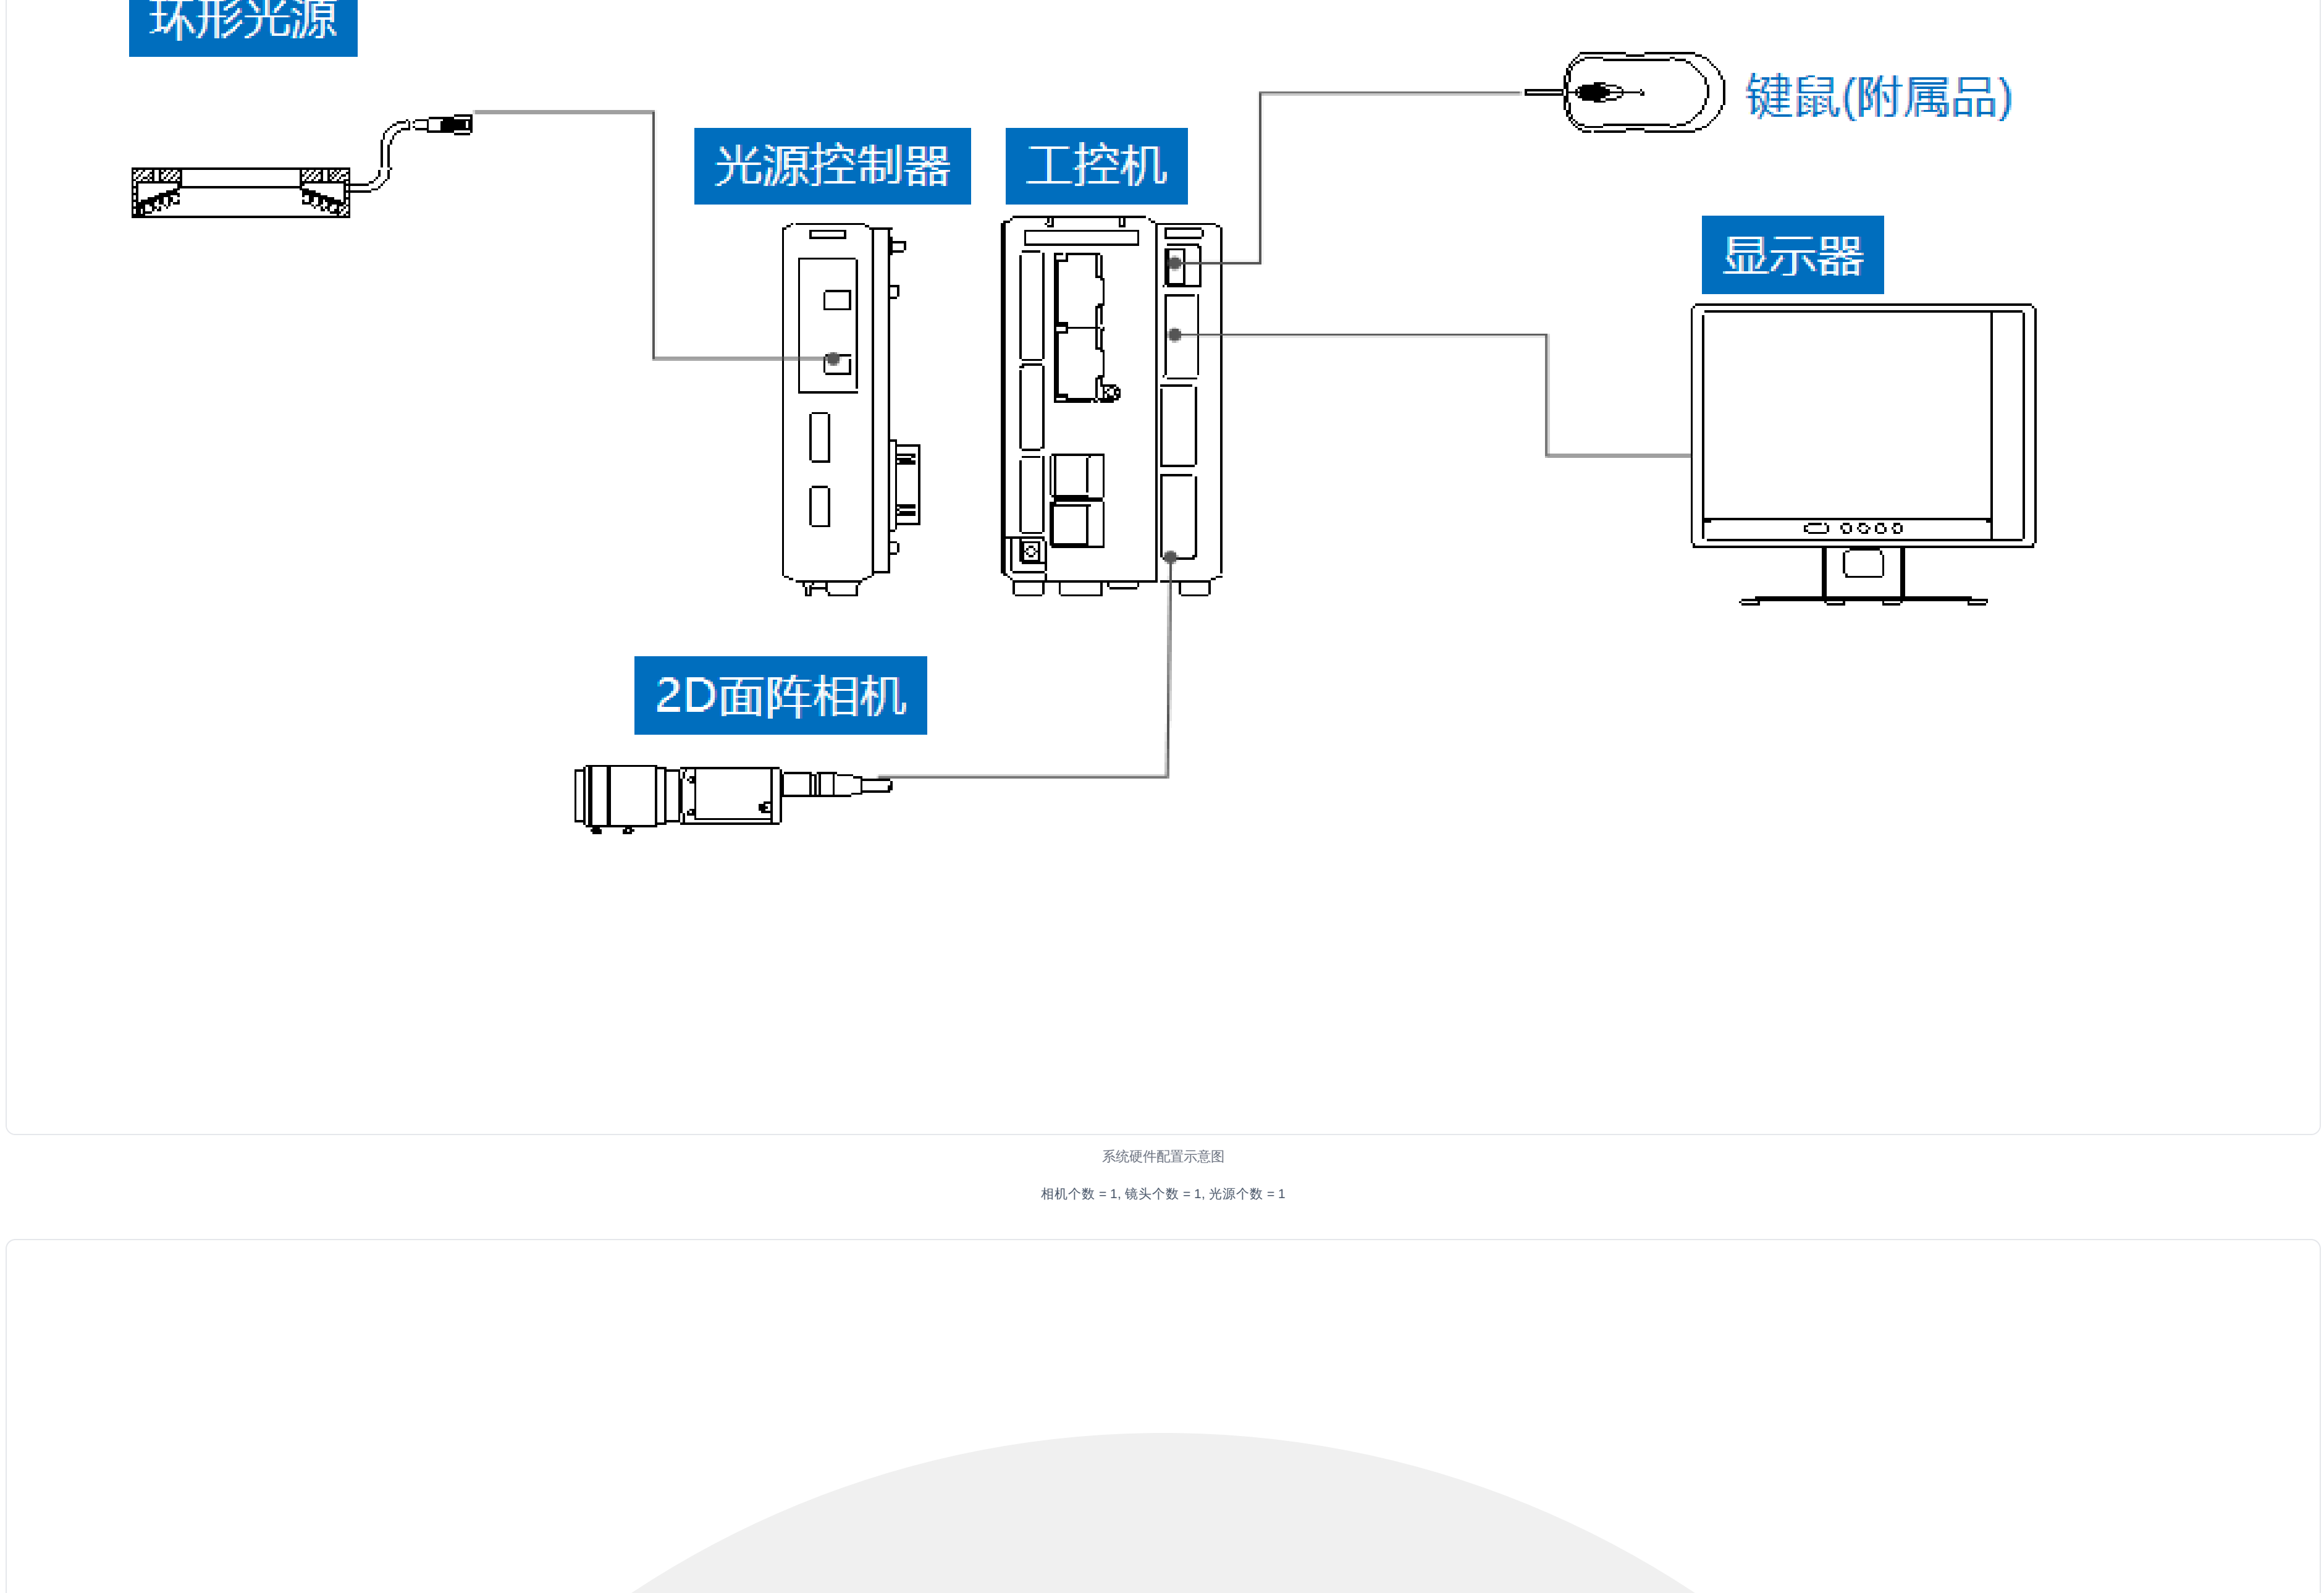 环形光源
键鼠(附属品)
光源控制器
工控机
显示器
2D面阵相机
系统硬件配置示意图
相机个数 = 1, 镜头个数 = 1, 光源个数 = 1